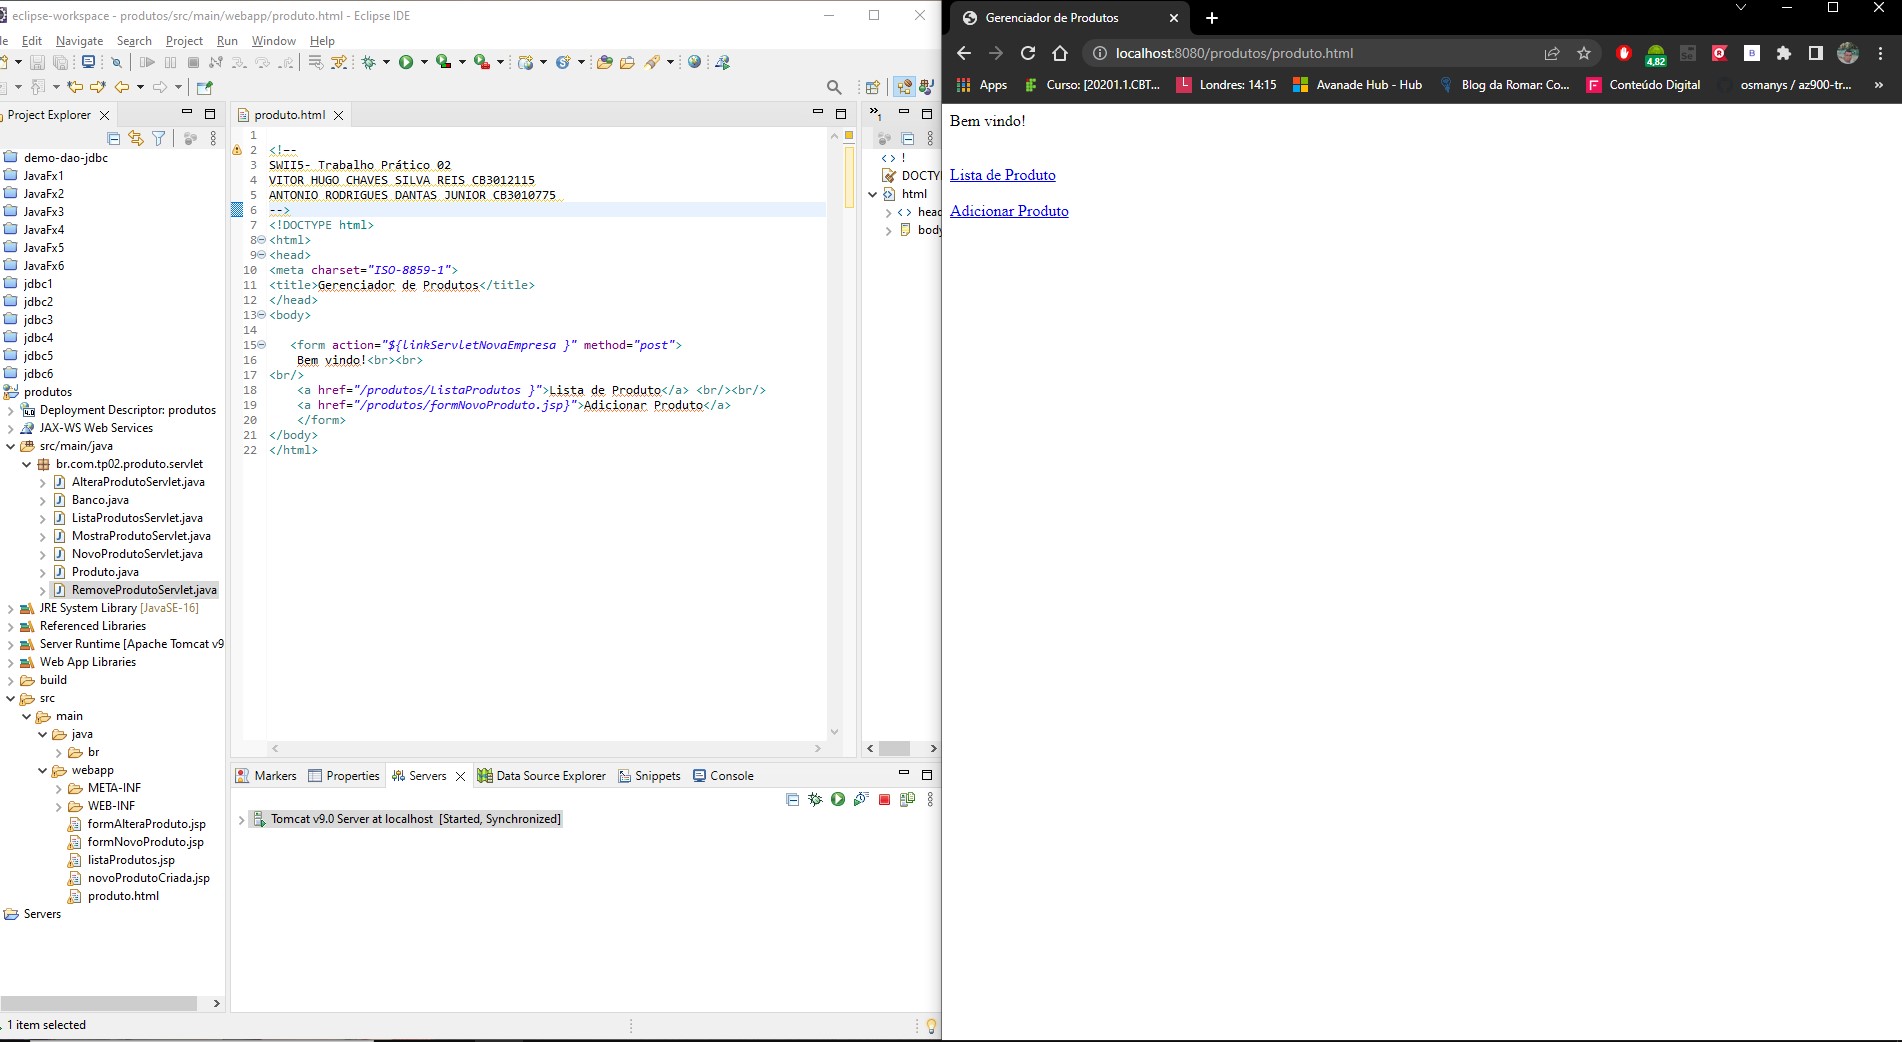 eclipse-workspace - produtos/src/main/webapp/produto.html - Eclipse IDE
le Edit Navigate Search Project Run Window Help
Project Explorer
demo-dao-jdbc
JavaFx1
JavaFx2
JavaFx3
JavaFx4
JavaFx5
JavaFx6
jdbc1
jdbc2
jdbc3
jdbc4
jdbc5
jdbc6
produtos
Deployment Descriptor: produtos
JAX-WS Web Services
src/main/java
br.com.tp02.produto.servlet
AlteraProdutoServlet.java
Banco.java
ListaProdutosServlet.java
MostraProdutoServlet.java
NovoProdutoServlet.java
Produto.java
RemoveProdutoServlet.java
JRE System Library [JavaSE-16]
Referenced Libraries
Server Runtime [Apache Tomcat v9
Web App Libraries
build
src
main
java
br
webapp
META-INF
WEB-INF
formAlteraProduto.jsp
formNovoProduto.jsp
listaProdutos.jsp
novoProdutoCriada.jsp
produto.html
Servers
1 item selected
produto.html
1
2 <!--
3 SWII5- Trabalho Prático 02
4 VITOR HUGO CHAVES SILVA REIS CB3012115
5 ANTONIO RODRIGUES DANTAS JUNIOR CB3010775
6 -->
7 <!DOCTYPE html>
8 <html>
9 <head>
10 <meta charset="ISO-8859-1">
11 <title>Gerenciador de Produtos</title>
12 </head>
13 <body>
14
15 <form action="${linkServletNovaEmpresa }" method="post">
16 Bem vindo!<br><br>
17 <br/>
18 <a href="/produtos/ListaProdutos }">Lista de Produto</a> <br/><br/>
19 <a href="/produtos/formNovoProduto.jsp}">Adicionar Produto</a>
20 </form>
21 </body>
22 </html>
1
<> !
DOCTY
html
head
body
Markers Properties Servers Data Source Explorer Snippets Console
Tomcat v9.0 Server at localhost [Started, Synchronized]
Gerenciador de Produtos
localhost:8080/produtos/produto.html
4,82
B
Apps Curso: [20201.1.CBT... Londres: 14:15 Avanade Hub - Hub Blog da Romar: Co... Conteúdo Digital osmanys / az900-tr... »
Bem vindo!
Lista de Produto
Adicionar Produto